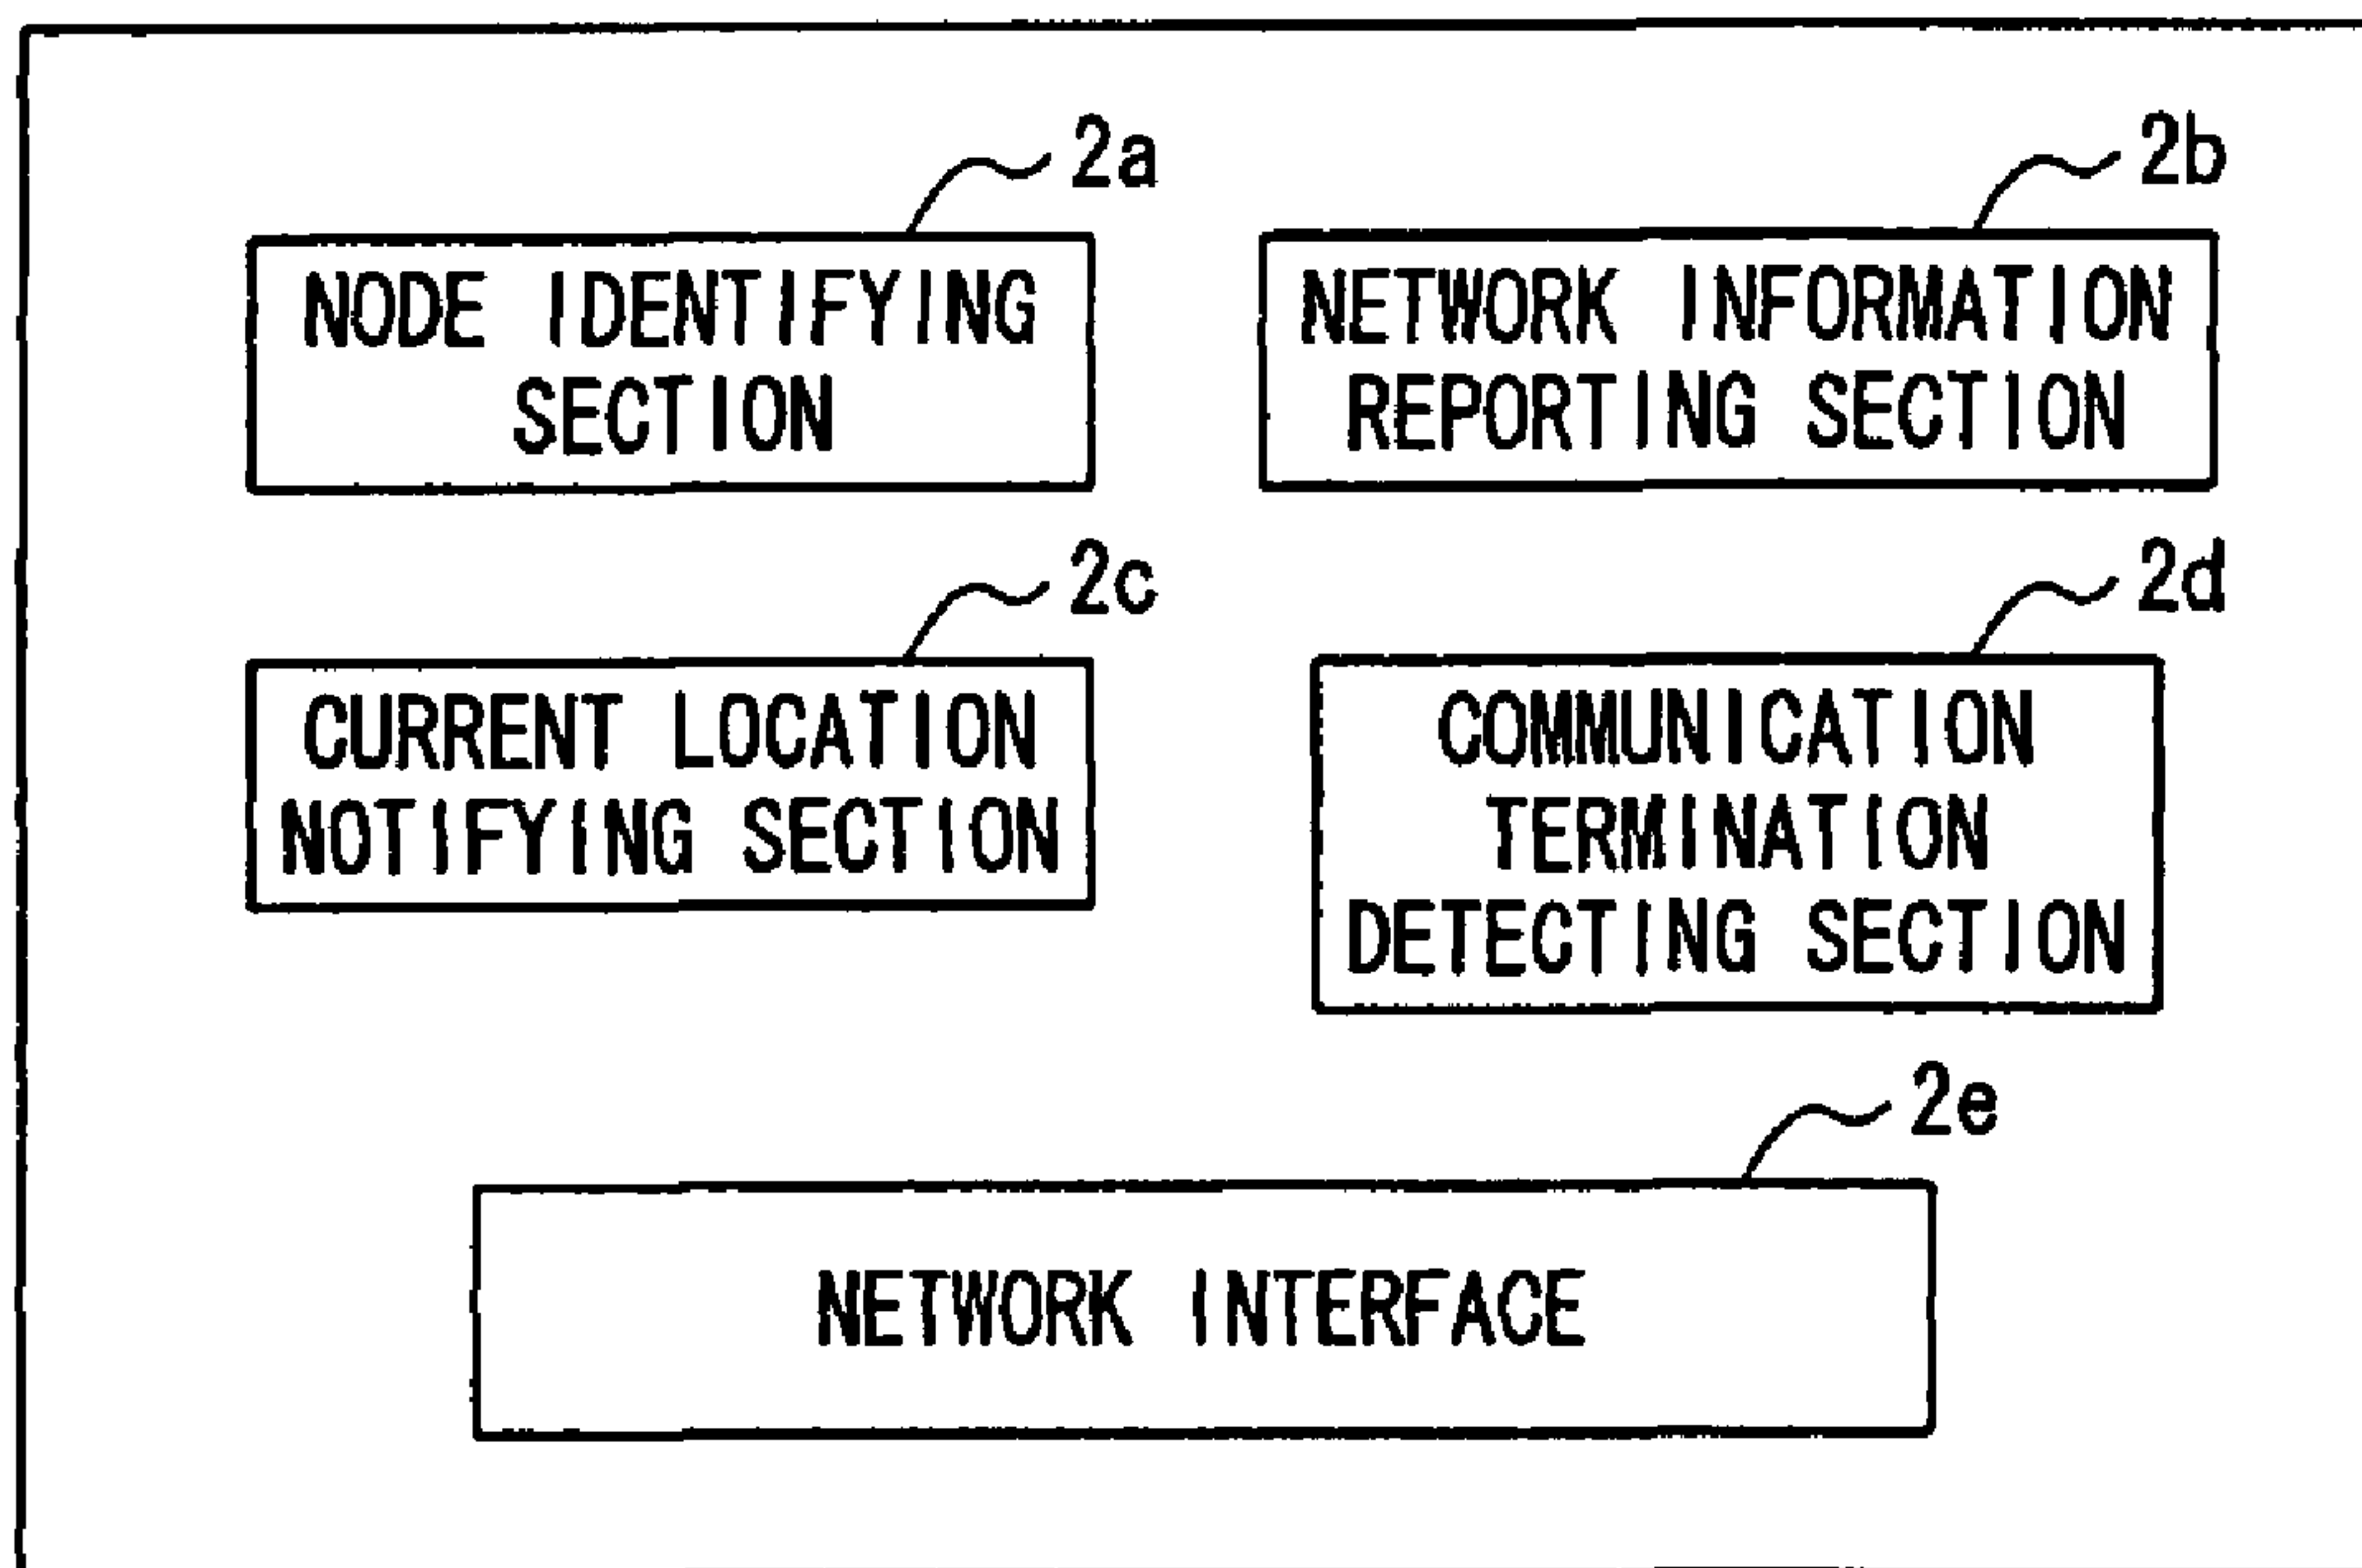 2a
NODE IDENTIFYING
SECTION
2b
NETWORK INFORMATION
REPORTING SECTION
2c
CURRENT LOCATION
NOTIFYING SECTION
2d
COMMUNICATION
TERMINATION
DETECTING SECTION
2e
NETWORK INTERFACE